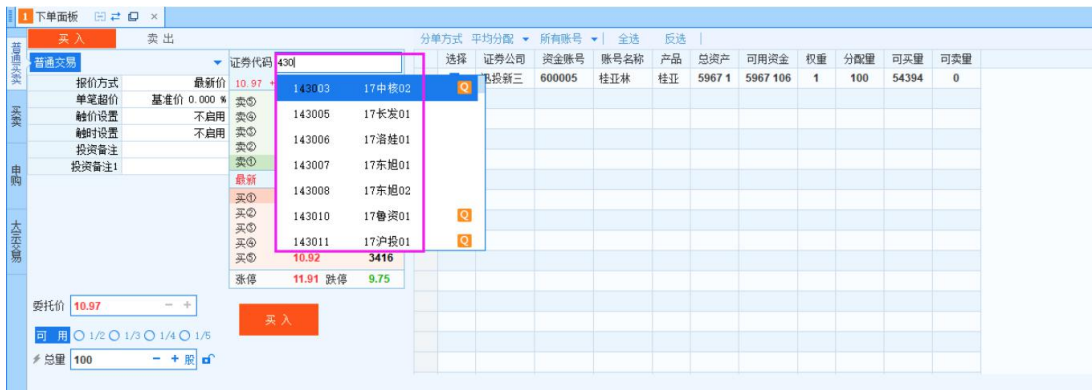 1 下单面板
普通买卖
买卖
申购
大宗交易
买 入 卖 出
普通交易
报价方式 最新价
单笔超价 基准价 0.000 %
触价设置 不启用
触时设置 不启用
投资备注
投资备注1
委托价 10.97 - +
可 用 1/2 1/3 1/4 1/5
总量 100 - + 股
证券代码 430
10.97 +
卖⑤
卖④
卖③
卖②
卖①
最新
买①
买②
买③
买④
买⑤ 10.92 3416
涨停 11.91 跌停 9.75
买 入
143003 17中核02 Q
143005 17长发01
143006 17洛娃01
143007 17东旭01
143008 17东旭02
143010 17鲁资01 Q
143011 17沪投01 Q
分单方式 平均分配 所有账号 全选 反选
选择 证券公司 资金账号 账号名称 产品 总资产 可用资金 权重 分配量 可买量 可卖量
迅投新三 600005 桂亚林 桂亚 5967 1 5967 106 1 100 54394 0